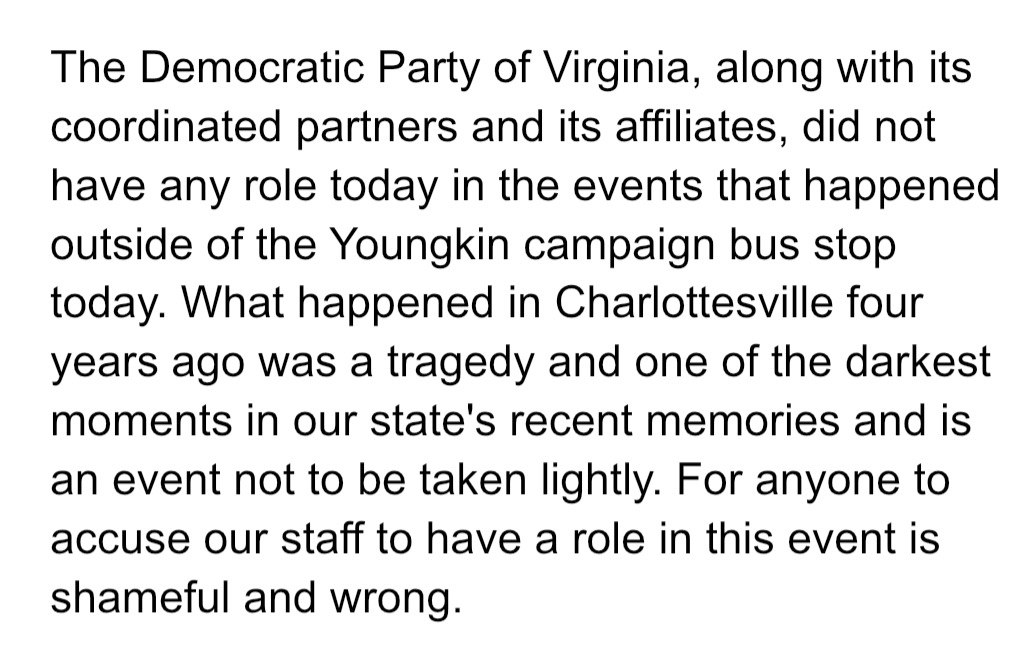 The Democratic Party of Virginia, along with its
coordinated partners and its affiliates, did not
have any role today in the events that happened
outside of the Youngkin campaign bus stop
today. What happened in Charlottesville four
years ago was a tragedy and one of the darkest
moments in our state's recent memories and is
an event not to be taken lightly. For anyone to
accuse our staff to have a role in this event is
shameful and wrong.